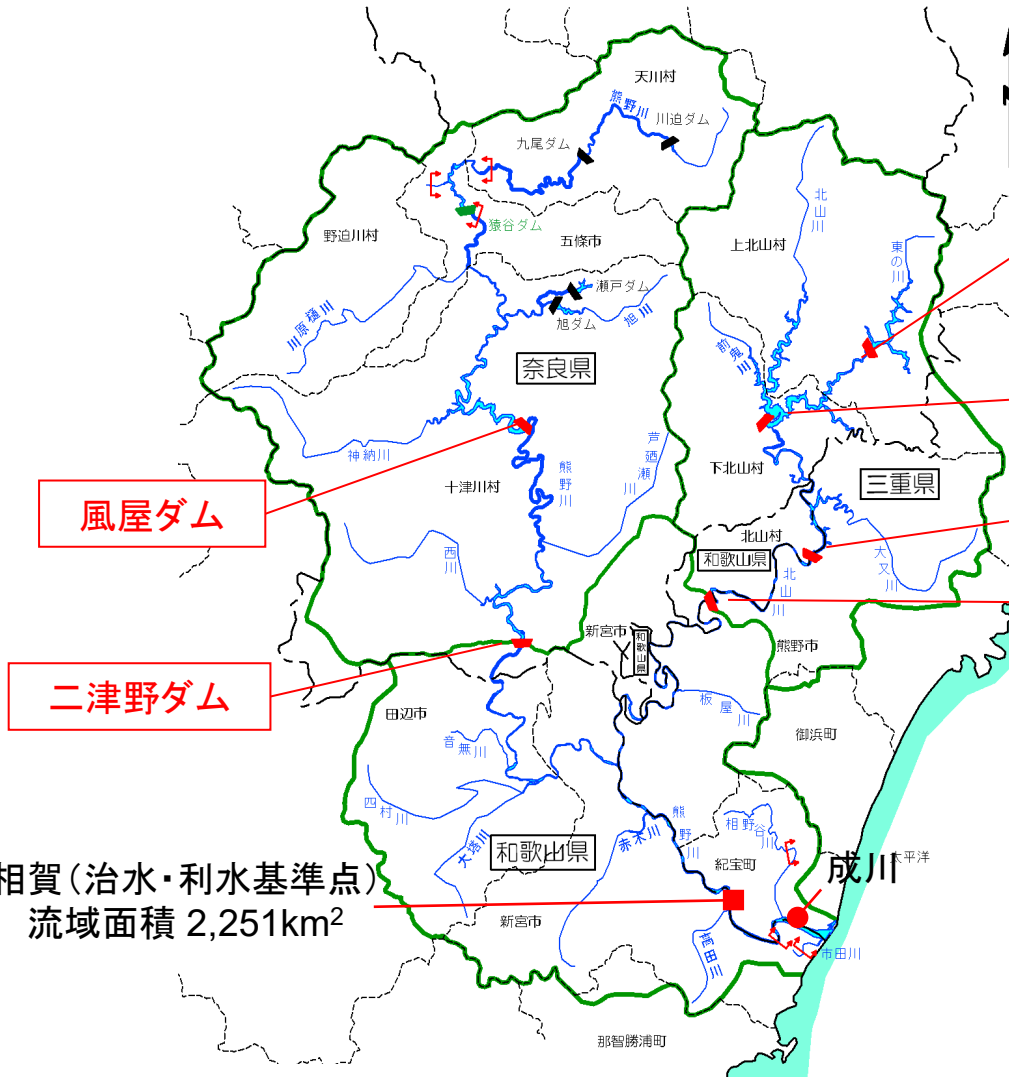 天川村
熊野川
川迫ダム
九尾ダム
猿谷ダム
五條市
野迫川村
北山川
上北山村
東の川
瀬戸ダム
旭ダム
旭川
川原樋川
奈良県
前鬼川
神納川
十津川村
熊野川
芦廼瀬川
下北山村
三重県
風屋ダム
北山村
和歌山県
北山川
大又川
西川
新宮市
和歌山県
熊野市
二津野ダム
田辺市
板屋川
御浜町
音無川
四村川
大塔川
和歌山県
赤木川
熊野川
相野谷川
紀宝町
成川
太平洋
相賀(治水・利水基準点)
流域面積 2,251km²
新宮市
市田川
那智勝浦町